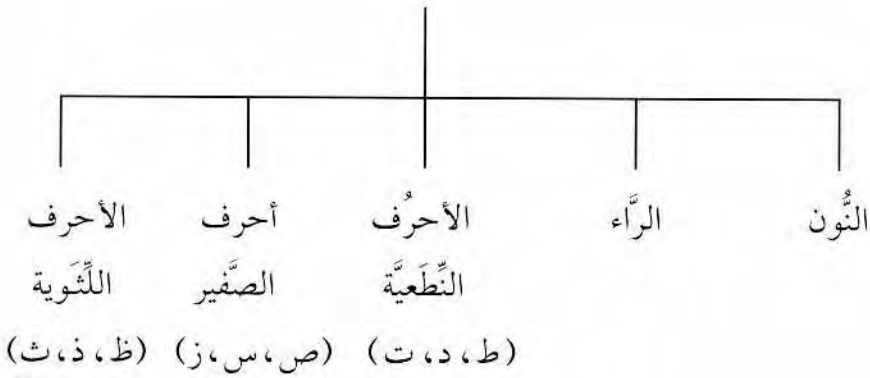 النُّون الرَّاء الأحرُف أحرف الأحرف
النِّطَعيَّة الصَّفير اللِّثَوية
(ط، د، ت) (ص، س، ز) (ظ، ذ، ث)